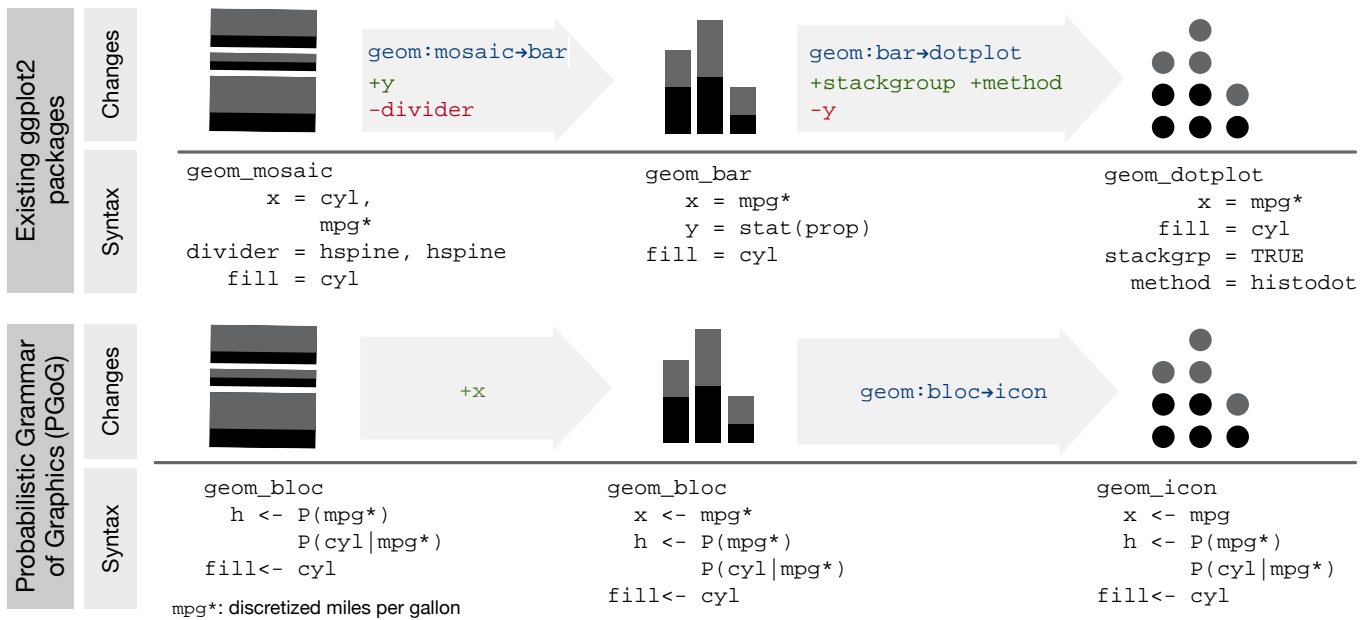 Existing ggplot2
packages
Changes
geom:mosaic→bar
+y
-divider
geom:bar→dotplot
+stackgroup +method
-y
Syntax
geom_mosaic
x = cyl,
mpg*
divider = hspine, hspine
fill = cyl
geom_bar
x = mpg*
y = stat(prop)
fill = cyl
geom_dotplot
x = mpg*
fill = cyl
stackgrp = TRUE
method = histodot
Probabilistic Grammar
of Graphics (PGoG)
Changes
+x
geom:bloc→icon
Syntax
geom_bloc
h <- P(mpg*)
P(cyl|mpg*)
fill<- cyl
geom_bloc
x <- mpg*
h <- P(mpg*)
P(cyl|mpg*)
fill<- cyl
geom_icon
x <- mpg
h <- P(mpg*)
P(cyl|mpg*)
fill<- cyl
mpg*: discretized miles per gallon